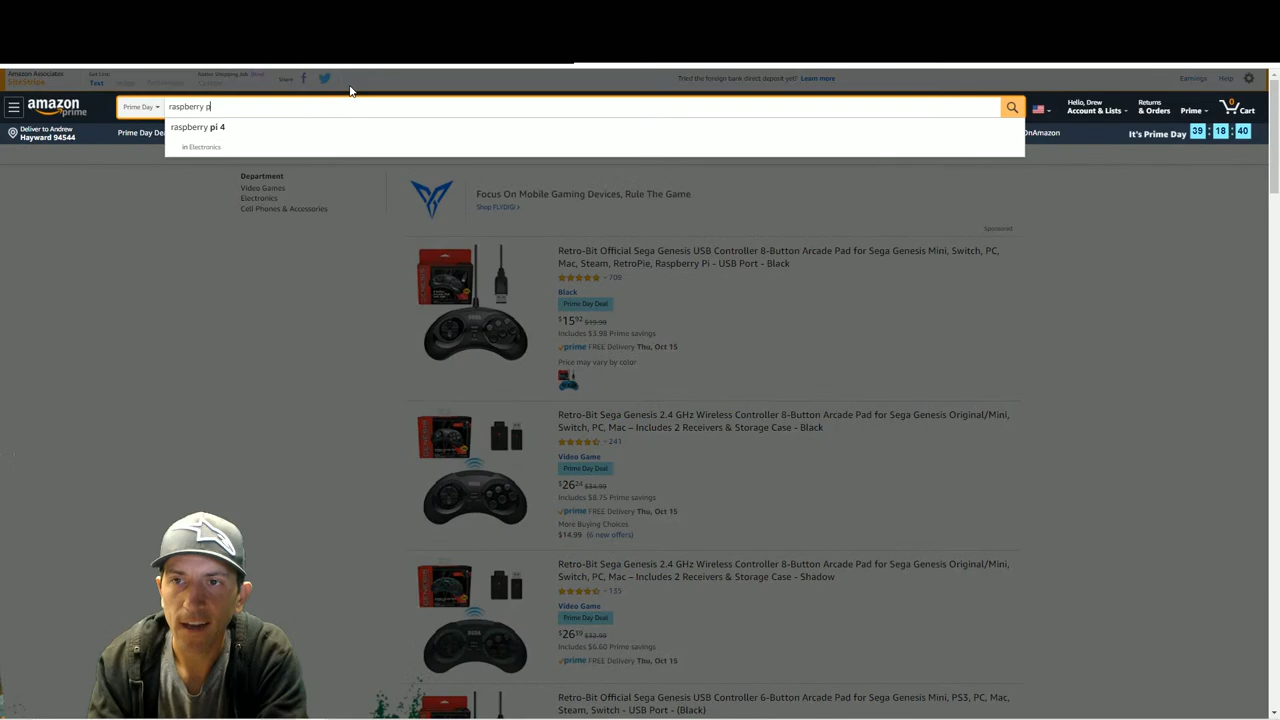 Amazon Associates
SiteStripe
Get Link:
Text
Share:
Tried the foreign bank direct deposit yet? Learn more
Earnings
Help
amazon
prime
Prime Day
raspberry p
Hello, Drew
Account & Lists
Returns
& Orders
Prime
0
Cart
Deliver to Andrew
Hayward 94544
Prime Day Dea
raspberry pi 4
in Electronics
OnAmazon
It's Prime Day
39 : 18 : 40
Department
Video Games
Electronics
Cell Phones & Accessories
Focus On Mobile Gaming Devices, Rule The Game
Shop FLYDIGI >
Sponsored
Retro-Bit Official Sega Genesis USB Controller 8-Button Arcade Pad for Sega Genesis Mini, Switch, PC,
Mac, Steam, RetroPie, Raspberry Pi - USB Port - Black
709
Black
Prime Day Deal
$15 92 $19.90
Includes $3.98 Prime savings
prime FREE Delivery Thu, Oct 15
Price may vary by color
Retro-Bit Sega Genesis 2.4 GHz Wireless Controller 8-Button Arcade Pad for Sega Genesis Original/Mini,
Switch, PC, Mac – Includes 2 Receivers & Storage Case - Black
241
Video Game
Prime Day Deal
$26 24 $34.99
Includes $8.75 Prime savings
prime FREE Delivery Thu, Oct 15
More Buying Choices
$14.99 (6 new offers)
Retro-Bit Sega Genesis 2.4 GHz Wireless Controller 8-Button Arcade Pad for Sega Genesis Original/Mini,
Switch, PC, Mac – Includes 2 Receivers & Storage Case - Shadow
135
Video Game
Prime Day Deal
$26 39 $32.99
Includes $6.60 Prime savings
prime FREE Delivery Thu, Oct 15
Retro-Bit Official Sega Genesis USB Controller 6-Button Arcade Pad for Sega Genesis Mini, PS3, PC, Mac,
Steam, Switch - USB Port - (Black)